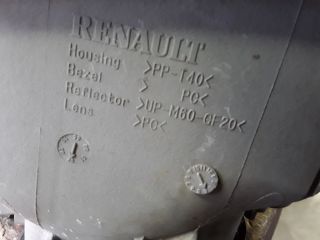 RENAULT
Housing >PP-T40<
Bezel > PC<
Reflector >UP-M60-GF20<
Lens >PC<